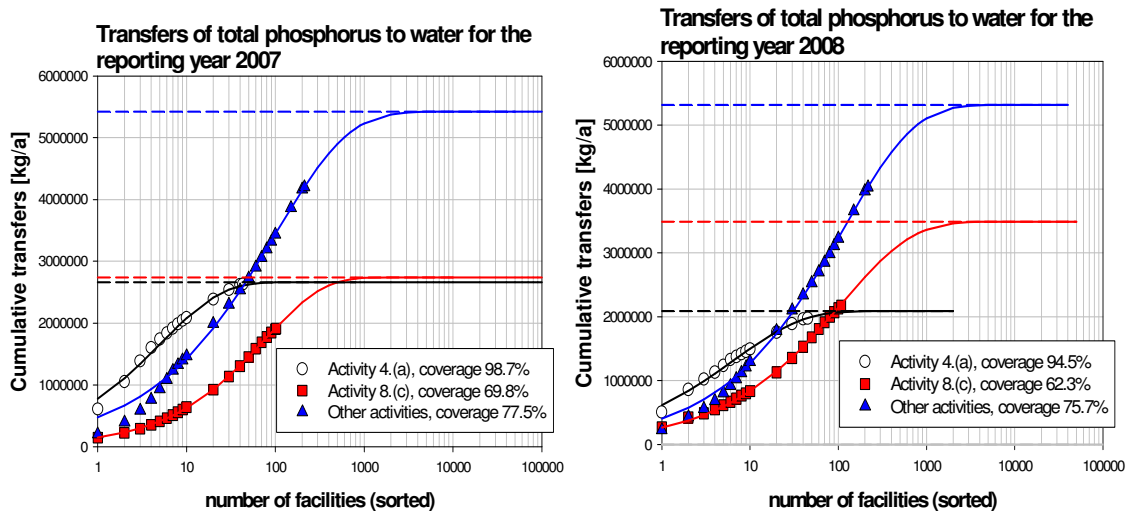 Transfers of total phosphorus to water for the
reporting year 2007
Cumulative transfers [kg/a]
6000000
5000000
4000000
3000000
2000000
1000000
0
Activity 4.(a), coverage 98.7%
Activity 8.(c), coverage 69.8%
Other activities, coverage 77.5%
1 10 100 1000 10000 100000
number of facilities (sorted)
Transfers of total phosphorus to water for the
reporting year 2008
Cumulative transfers [kg/a]
6000000
5000000
4000000
3000000
2000000
1000000
0
Activity 4.(a), coverage 94.5%
Activity 8.(c), coverage 62.3%
Other activities, coverage 75.7%
1 10 100 1000 10000 100000
number of facilities (sorted)